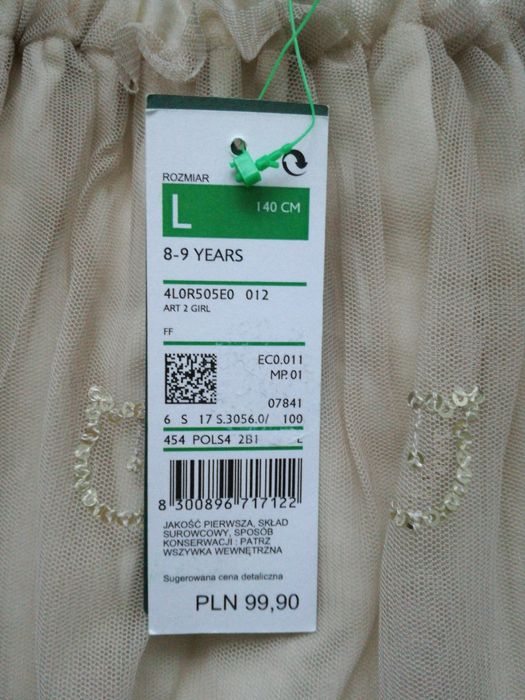 ROZMIAR
L 140 CM
8-9 YEARS
4L0R505E0 012
ART 2 GIRL
FF
EC0.011
MP.01
07841
6 S 17 S.3056.0/ 100
454 POLS4 2B1 E
8 300896 717122
JAKOŚĆ PIERWSZA, SKŁAD
SUROWCOWY, SPOSÓB
KONSERWACJI : PATRZ
WSZYWKA WEWNĘTRZNA
Sugerowana cena detaliczna
PLN 99,90